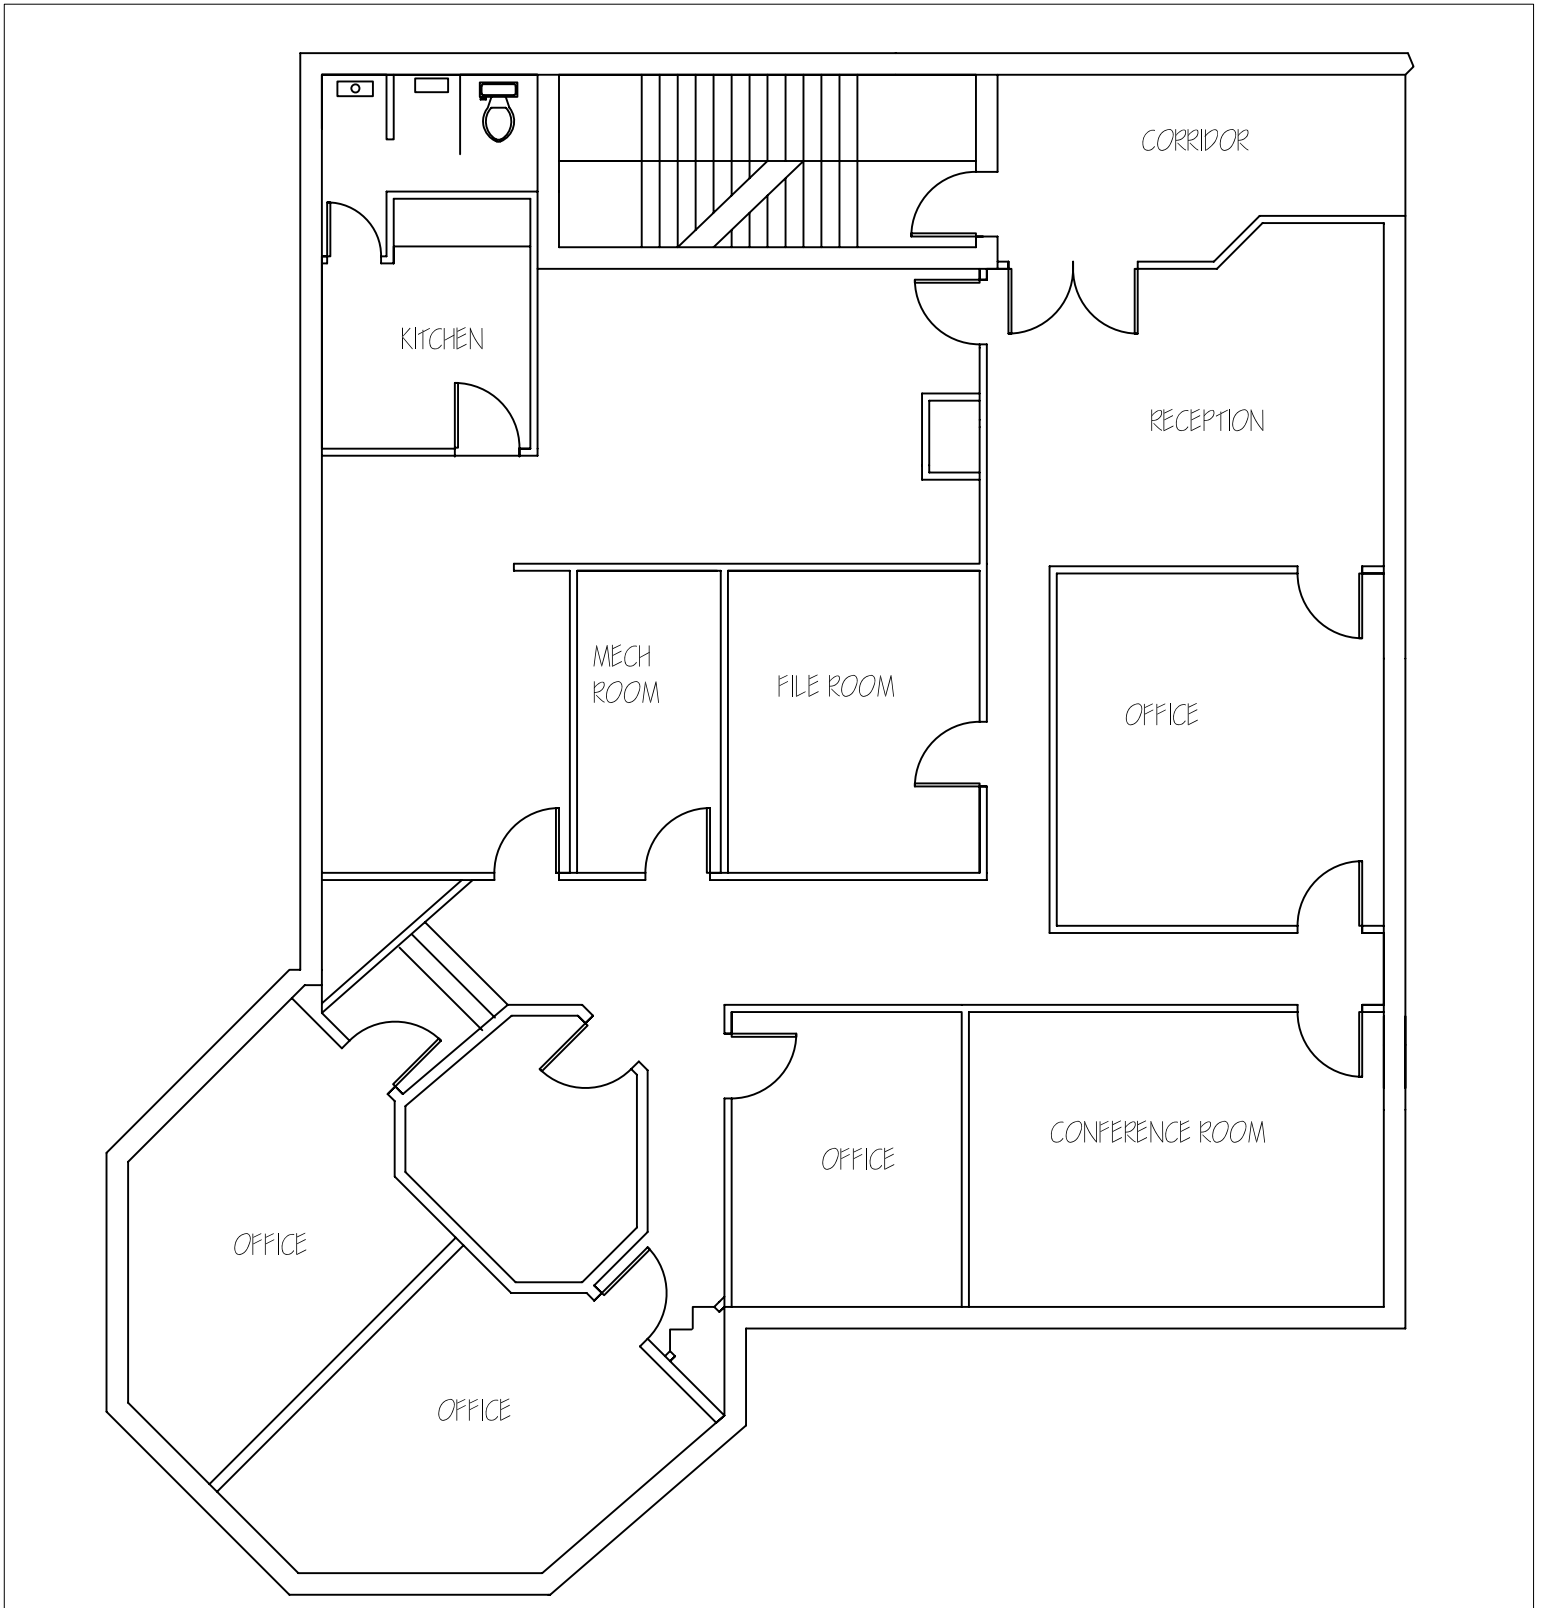 CORRIDOR
KITCHEN
RECEPTION
MECH
ROOM
FILE ROOM
OFFICE
CONFERENCE ROOM
OFFICE
OFFICE
OFFICE